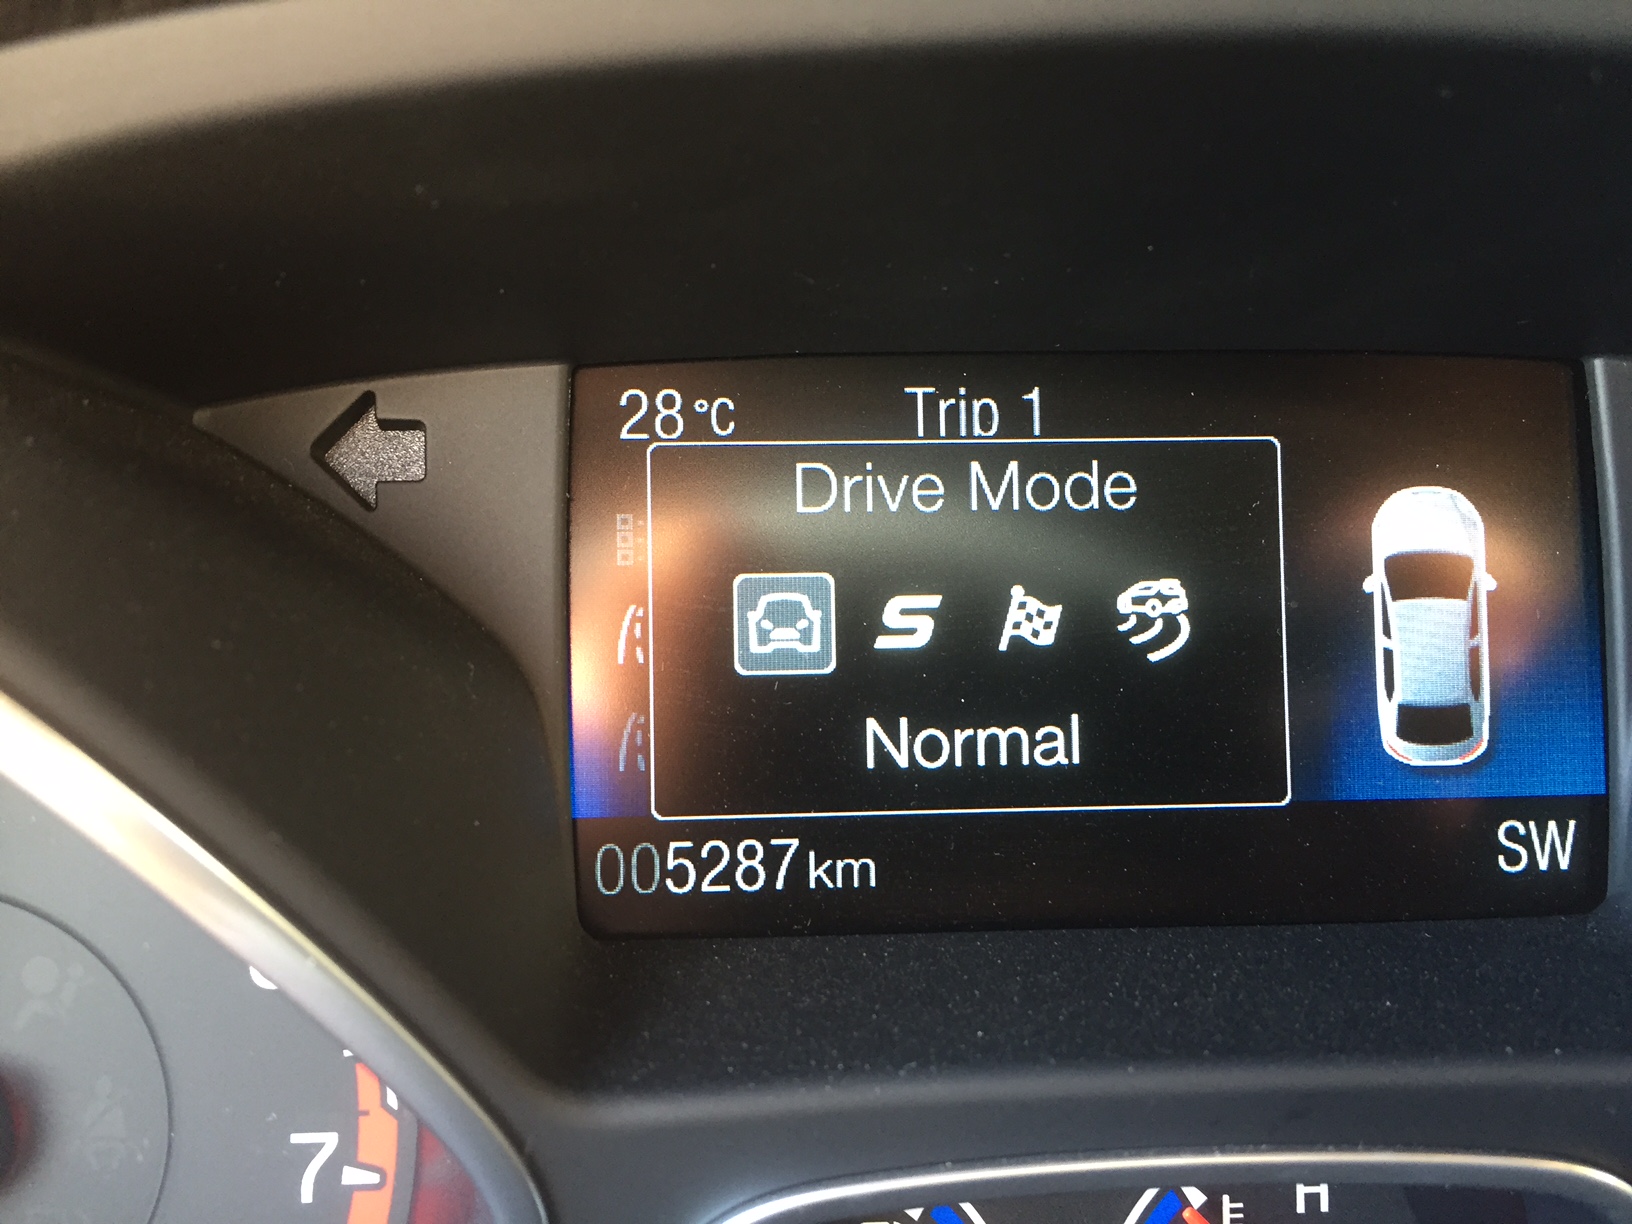 28°C Trip 1
Drive Mode
S
Normal
005287km SW
7
E H